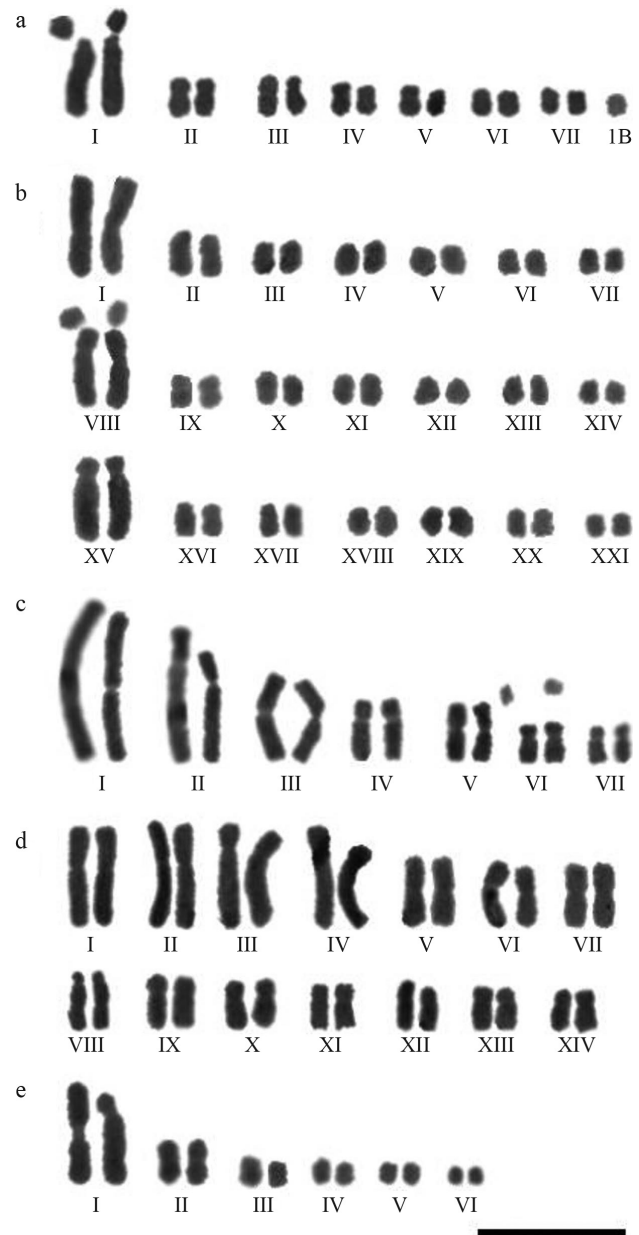 a
I II III IV V VI VII 1B
b
I II III IV V VI VII
VIII IX X XI XII XIII XIV
XV XVI XVII XVIII XIX XX XXI
c
I II III IV V VI VII
d
I II III IV V VI VII
VIII IX X XI XII XIII XIV
e
I II III IV V VI